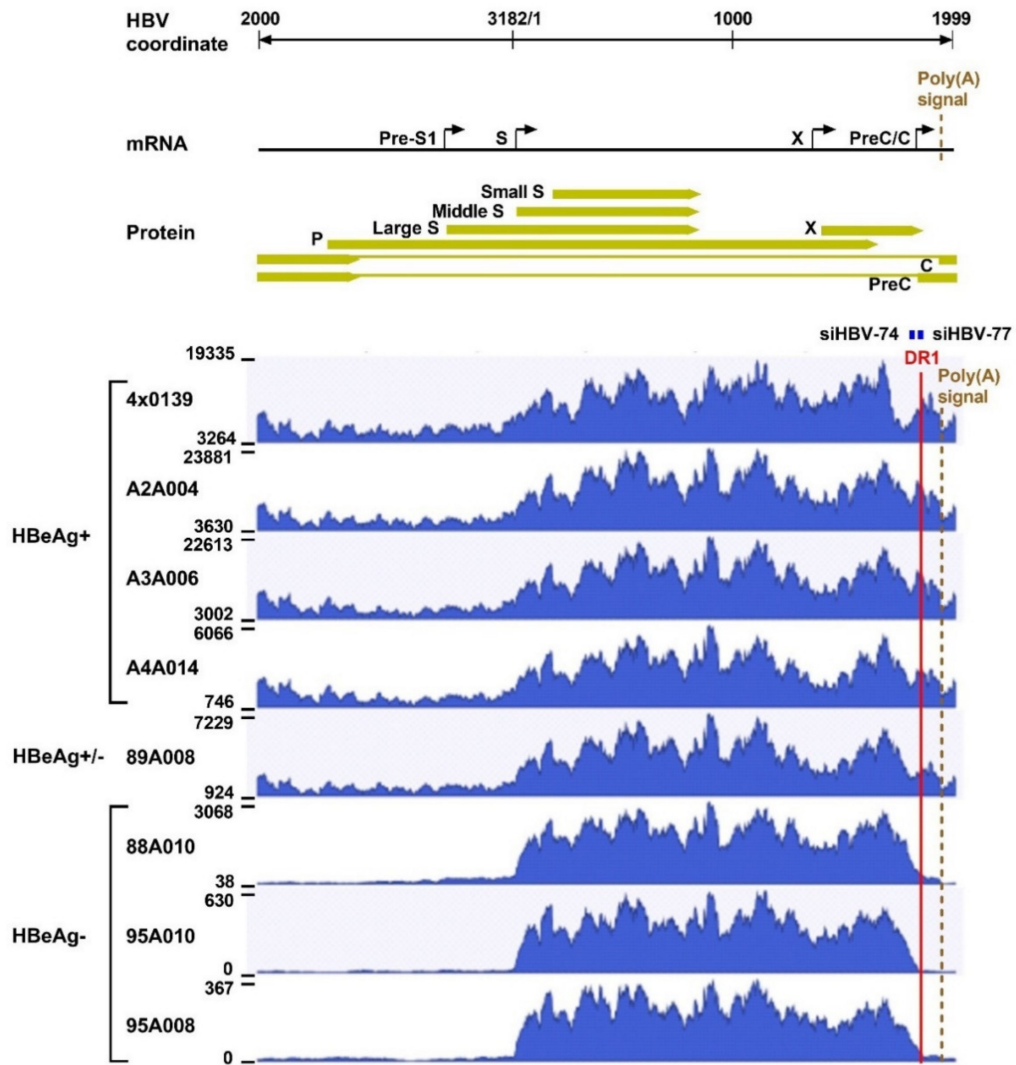 HBV coordinate
2000 3182/1 1000 1999
Poly(A) signal
mRNA
Pre-S1 S X PreC/C
Protein
Small S
Middle S
Large S X
P
C
PreC
siHBV-74 siHBV-77
DR1
Poly(A) signal
HBeAg+
19335
4x0139
3264
23881
A2A004
3630
22613
A3A006
3002
6066
A4A014
746
HBeAg+/-
7229
89A008
924
HBeAg-
3068
88A010
38
630
95A010
0
367
95A008
0